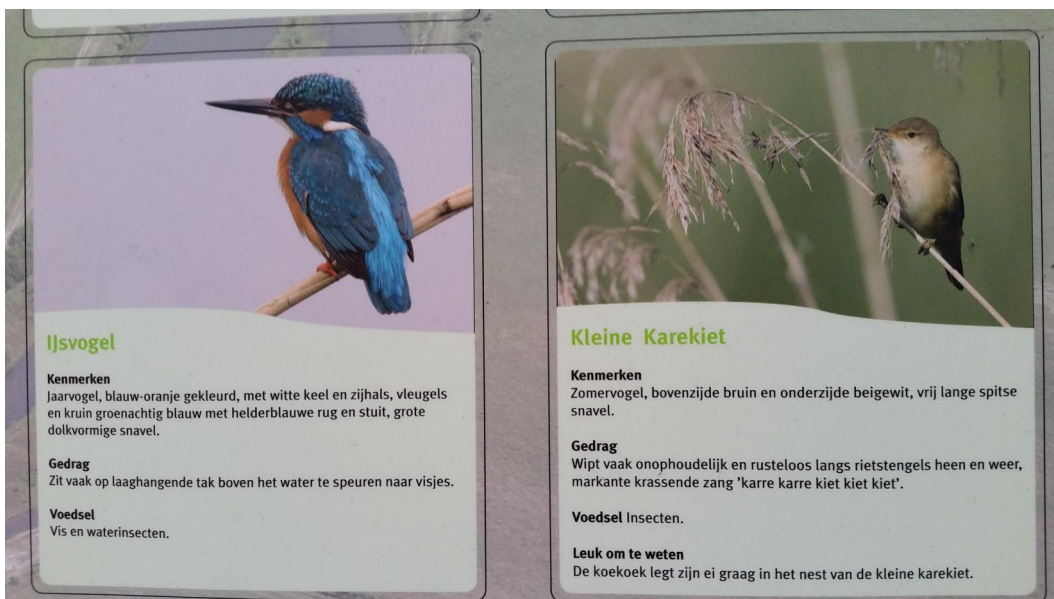 IJsvogel
Kenmerken
Jaarvogel, blauw-oranje gekleurd, met witte keel en zijhals, vleugels
en kruin groenachtig blauw met helderblauwe rug en stuit, grote
dolkvormige snavel.
Gedrag
Zit vaak op laaghangende tak boven het water te speuren naar visjes.
Voedsel
Vis en waterinsecten.
Kleine Karekiet
Kenmerken
Zomervogel, bovenzijde bruin en onderzijde beigewit, vrij lange spitse
snavel.
Gedrag
Wipt vaak onophoudelijk en rusteloos langs rietstengels heen en weer,
markante krassende zang 'karre karre kiet kiet kiet'.
Voedsel Insecten.
Leuk om te weten
De koekoek legt zijn ei graag in het nest van de kleine karekiet.